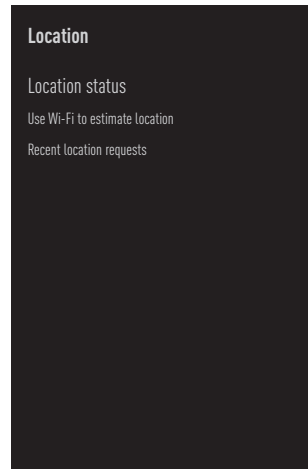 Location
Location status
Use Wi-Fi to estimate location
Recent location requests